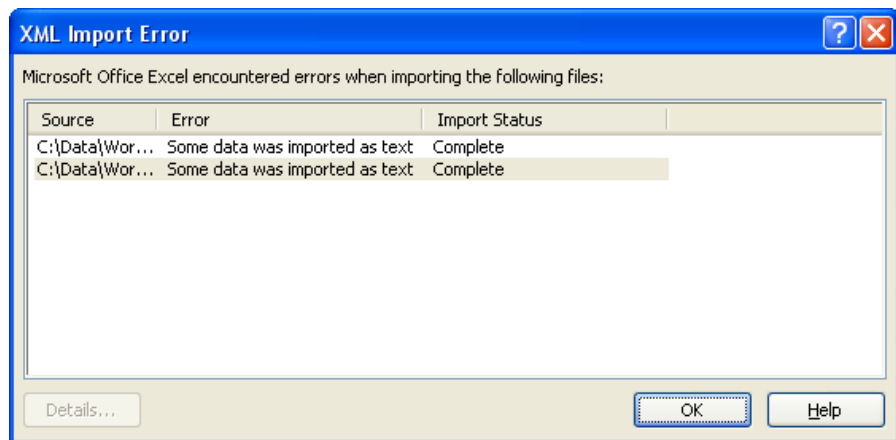 XML Import Error
Microsoft Office Excel encountered errors when importing the following files:
Source Error Import Status
C:\Data\Wor... Some data was imported as text Complete
C:\Data\Wor... Some data was imported as text Complete
Details... OK Help